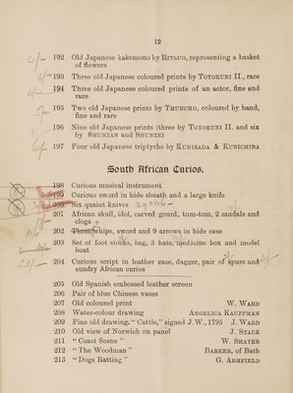 12
192 Old Japanese kakemono by RITSUO, representing a basket
of flowers
193 Three old Japanese coloured prints by TOYOKUNI II., rare
194 Three old Japanese coloured prints of an actor, fine and
rare
195 Two old Japanese prints by THUNCHO, coloured by hand,
fine and rare
196 Nine old Japanese prints (three by TOYOKUNI II. and six
by SHUNZAN and SHUNTEI
197 Four old Japanese triptychs by KUNISADA & KUNICHIDA
South African Curios.
198 Curious musical instrument
199 Curious sword in hide sheath and a large knife
200 Six quaint knives
201 African skull, idol, carved gourd, tom-toms, 2 sandals and
clogs
202 Three whips, sword and 9 arrows in hide case
203 Set of foot stocks, bag, 3 hats, medicine box and model
boat
204 Curious script in leather case, dagger, pair of spurs and
sundry African curios
205 Old Spanish embossed leather screen
206 Pair of blue Chinese vases
207 Old coloured print W. WARD
208 Water-colour drawing ANGELICA KAUFFMAN
209 Fine old drawing, "Cattle," signed J.W., 1795 J. WARD
210 Old view of Norwich on panel J. STARK
211 "Coast Scene" W. SHAYER
212 "The Woodman" BARKER, of Bath
213 "Dogs Ratting" G. ARMFIELD